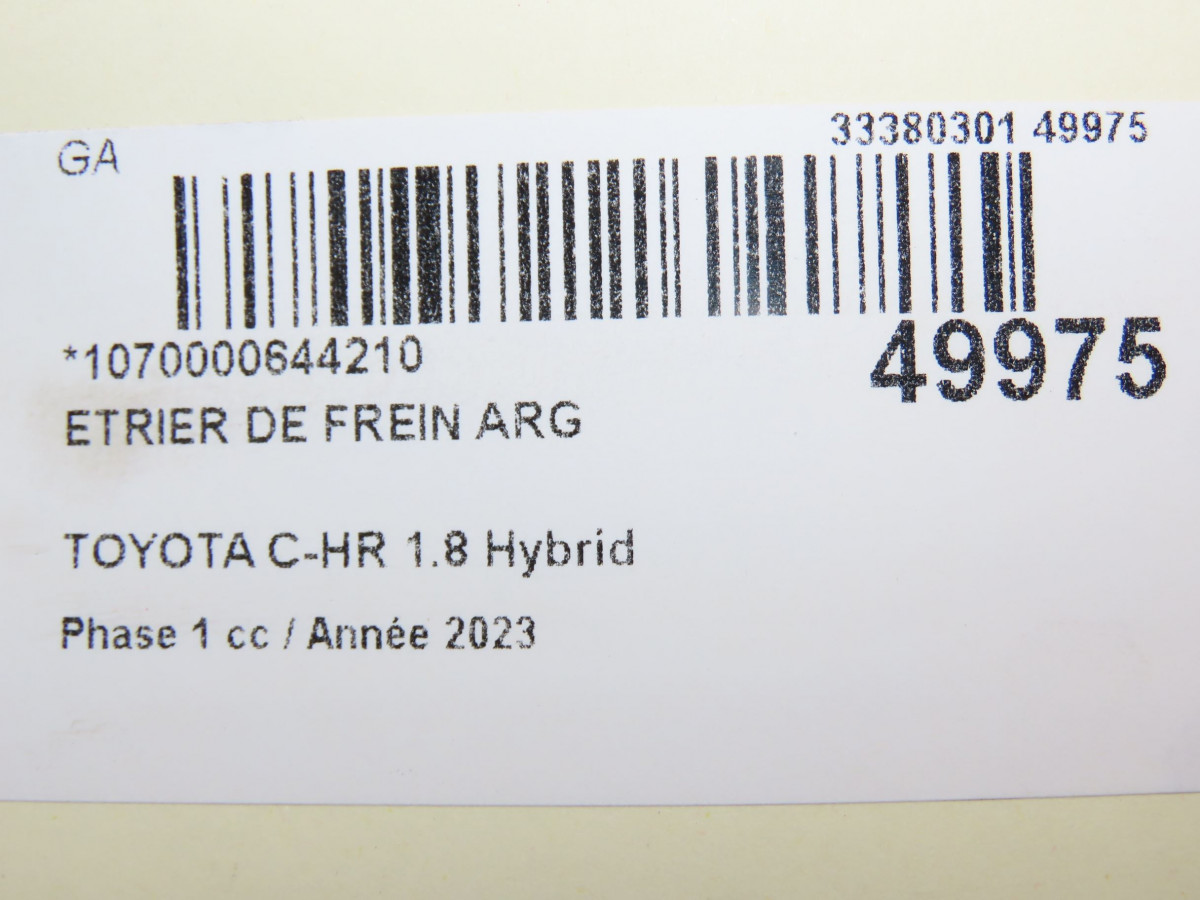 GA
33380301 49975
*1070000644210
49975
ETRIER DE FREIN ARG
TOYOTA C-HR 1.8 Hybrid
Phase 1 cc / Année 2023